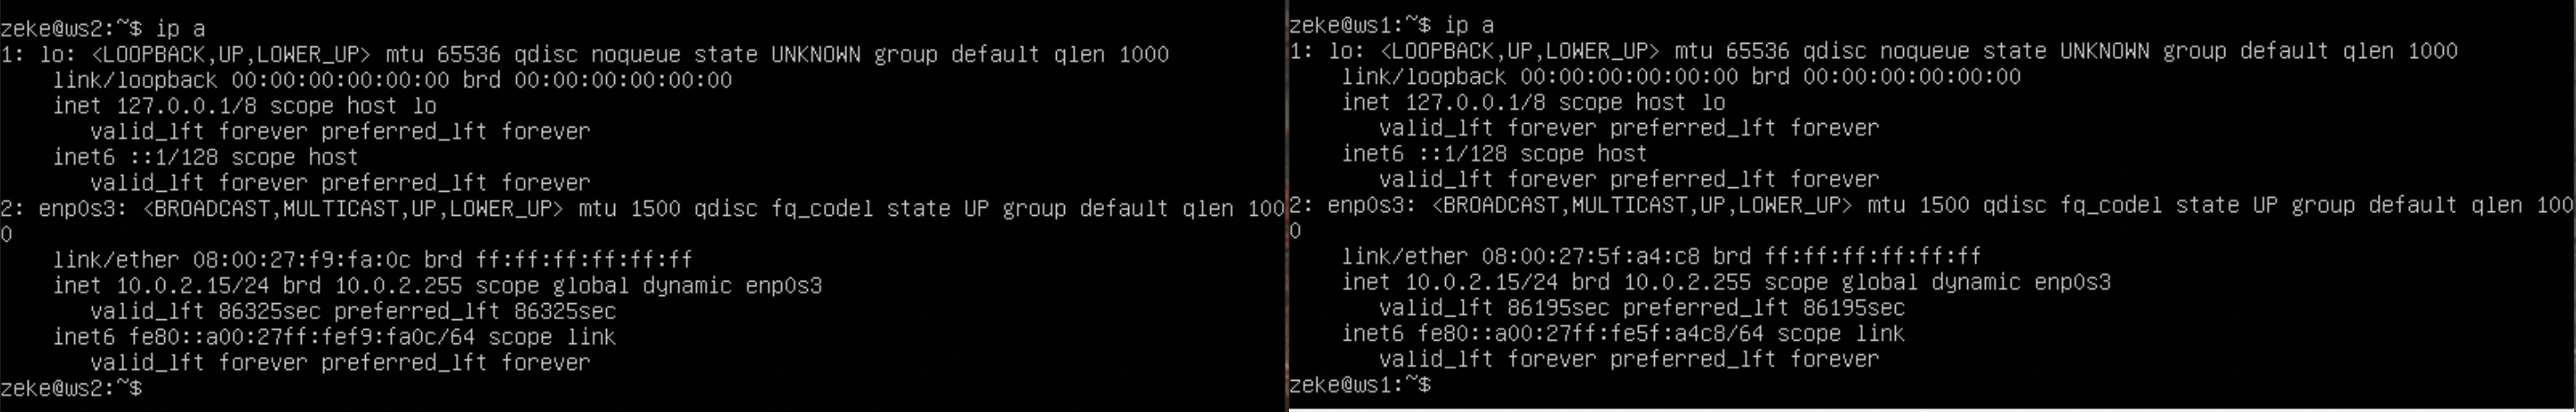 zeke@ws2:~$ ip a
1: lo: <LOOPBACK,UP,LOWER_UP> mtu 65536 qdisc noqueue state UNKNOWN group default qlen 1000
    link/loopback 00:00:00:00:00:00 brd 00:00:00:00:00:00
    inet 127.0.0.1/8 scope host lo
       valid_lft forever preferred_lft forever
    inet6 ::1/128 scope host
       valid_lft forever preferred_lft forever
2: enp0s3: <BROADCAST,MULTICAST,UP,LOWER_UP> mtu 1500 qdisc fq_codel state UP group default qlen 100
0
    link/ether 08:00:27:f9:fa:0c brd ff:ff:ff:ff:ff:ff
    inet 10.0.2.15/24 brd 10.0.2.255 scope global dynamic enp0s3
       valid_lft 86325sec preferred_lft 86325sec
    inet6 fe80::a00:27ff:fef9:fa0c/64 scope link
       valid_lft forever preferred_lft forever
zeke@ws2:~$
zeke@ws1:~$ ip a
1: lo: <LOOPBACK,UP,LOWER_UP> mtu 65536 qdisc noqueue state UNKNOWN group default qlen 1000
    link/loopback 00:00:00:00:00:00 brd 00:00:00:00:00:00
    inet 127.0.0.1/8 scope host lo
       valid_lft forever preferred_lft forever
    inet6 ::1/128 scope host
       valid_lft forever preferred_lft forever
2: enp0s3: <BROADCAST,MULTICAST,UP,LOWER_UP> mtu 1500 qdisc fq_codel state UP group default qlen 100
0
    link/ether 08:00:27:5f:a4:c8 brd ff:ff:ff:ff:ff:ff
    inet 10.0.2.15/24 brd 10.0.2.255 scope global dynamic enp0s3
       valid_lft 86195sec preferred_lft 86195sec
    inet6 fe80::a00:27ff:fe5f:a4c8/64 scope link
       valid_lft forever preferred_lft forever
zeke@ws1:~$